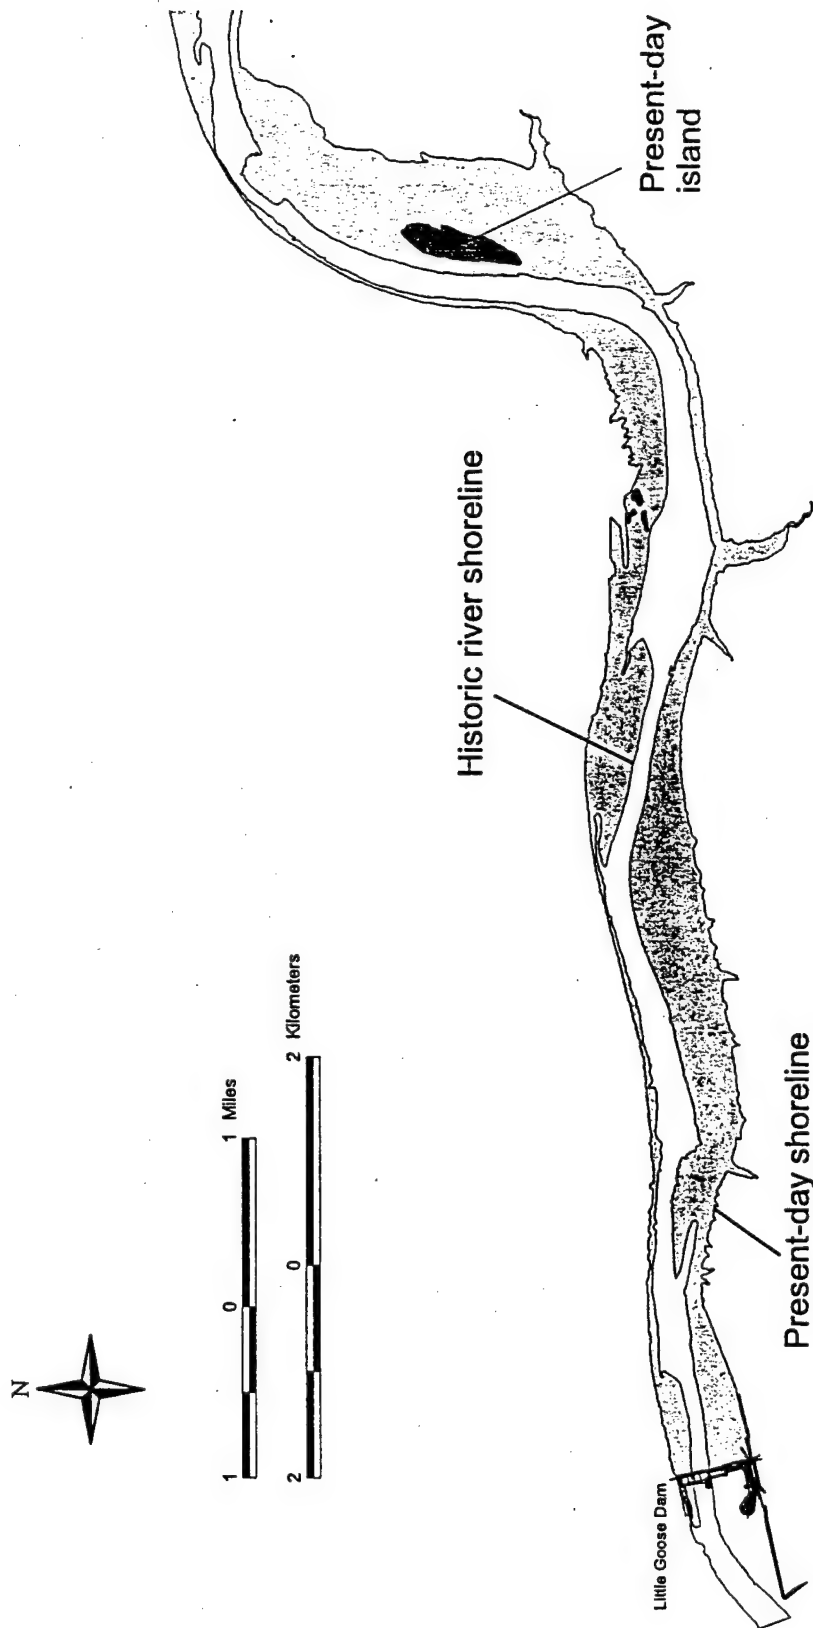 N
1 0 1 Miles
2 0 2 Kilometers
Present-day
island
Historic river shoreline
Little Goose Dam
Present-day shoreline